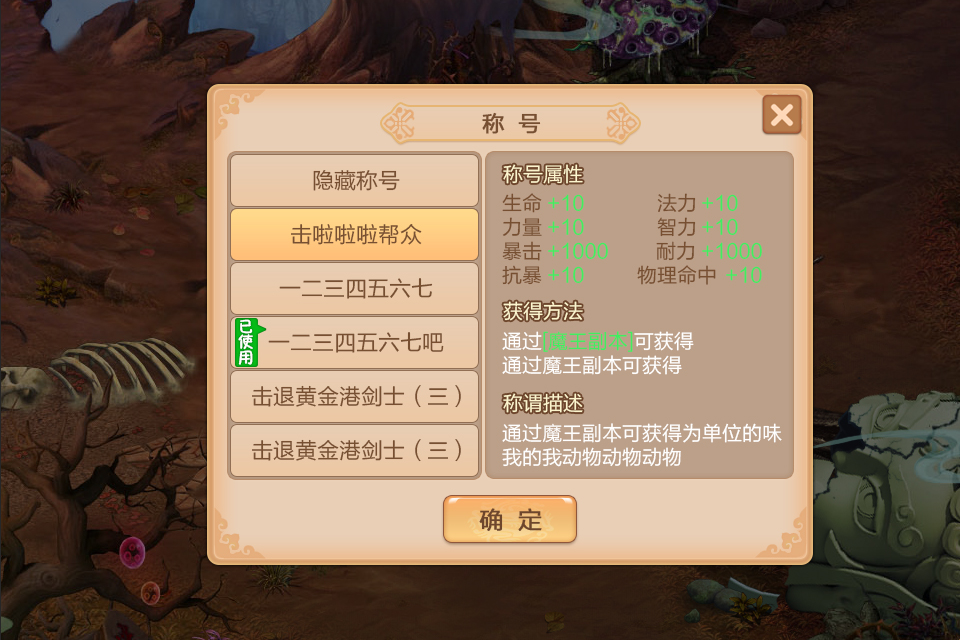 称 号
隐藏称号
击啦啦啦帮众
一二三四五六七
已使用
一二三四五六七吧
击退黄金港剑士（三）
击退黄金港剑士（三）
称号属性
生命 +10 法力 +10
力量 +10 智力 +10
暴击 +1000 耐力 +1000
抗暴 +10 物理命中 +10
获得方法
通过[魔王副本]可获得
通过魔王副本可获得
称谓描述
通过魔王副本可获得为单位的味
我的我动物动物动物
确 定